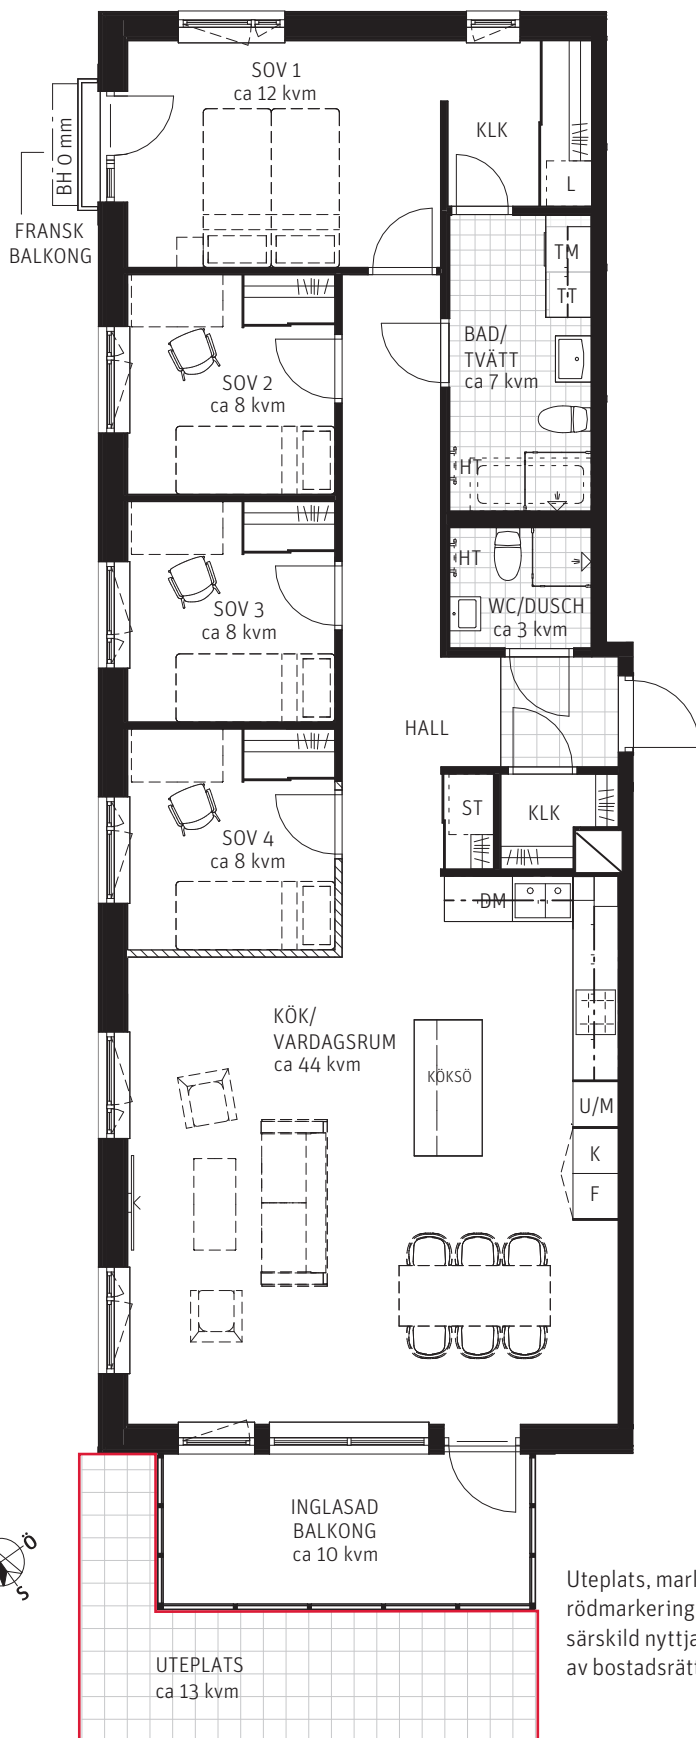 SOV 1
ca 12 kvm
KLK
L
BH 0 mm
FRANSK
BALKONG
TM
TT
BAD/
TVÄTT
ca 7 kvm
SOV 2
ca 8 kvm
HT
HT
WC/DUSCH
ca 3 kvm
SOV 3
ca 8 kvm
HALL
ST
KLK
SOV 4
ca 8 kvm
DM
KÖK/
VARDAGSRUM
ca 44 kvm
KÖKSÖ
U/M
K
F
INGLASAD
BALKONG
ca 10 kvm
Ö
S
Uteplats, mark
rödmarkering
särskild nyttja
av bostadsrätt
UTEPLATS
ca 13 kvm